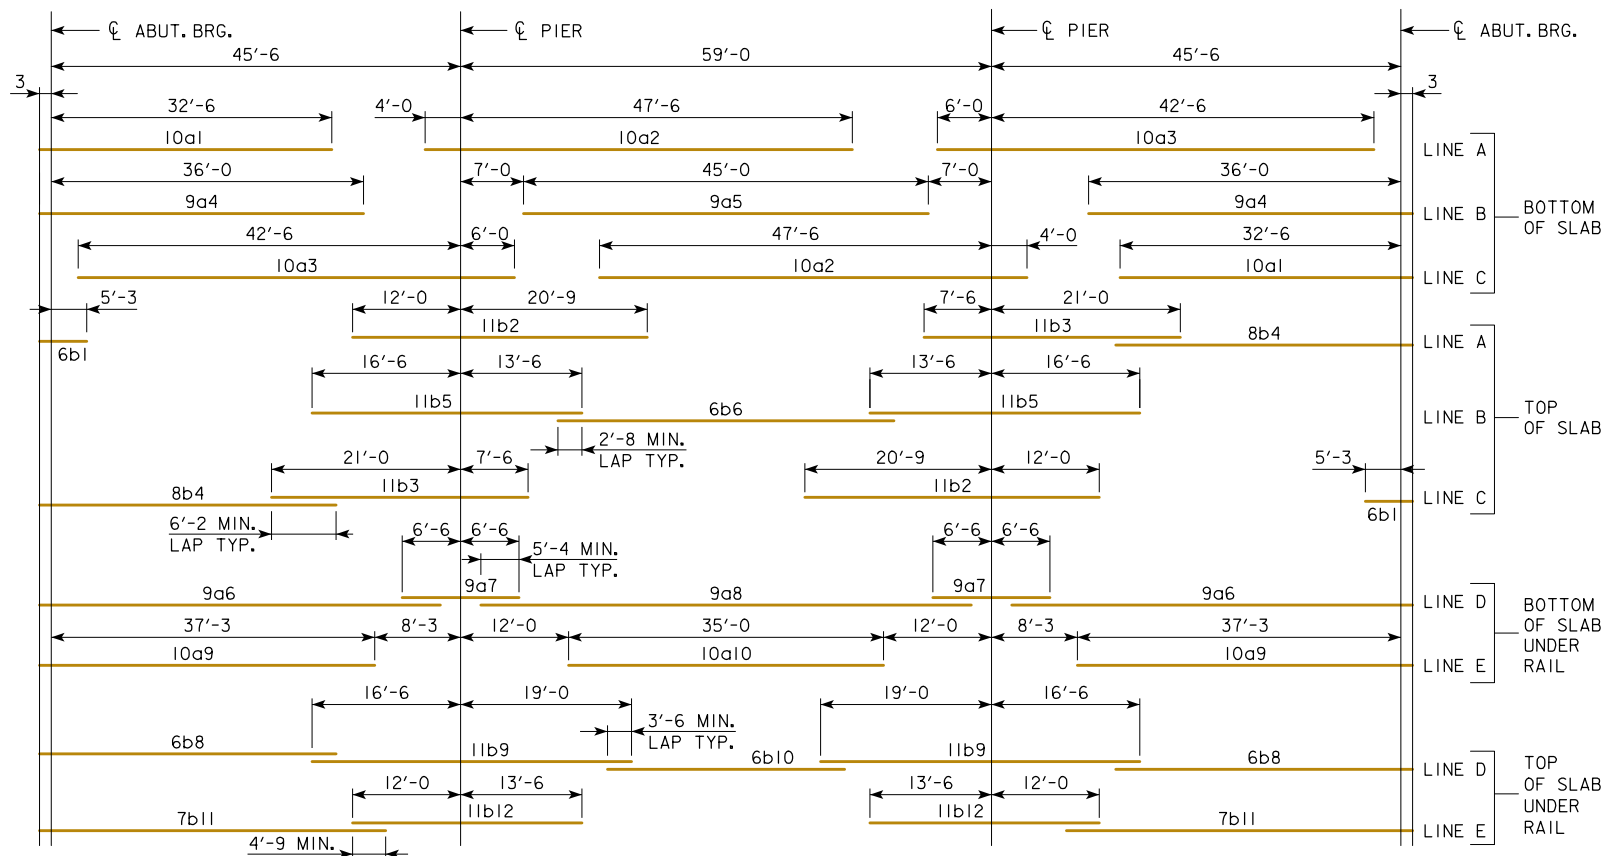 ℄ ABUT. BRG.
℄ PIER
℄ PIER
℄ ABUT. BRG.
45'-6
59'-0
45'-6
3
3
32'-6
4'-0
47'-6
6'-0
42'-6
10a1
10a2
10a3
LINE A
36'-0
7'-0
45'-0
7'-0
36'-0
9a4
9a5
9a4
LINE B
BOTTOM
OF SLAB
42'-6
6'-0
47'-6
4'-0
32'-6
10a3
10a2
10a1
LINE C
5'-3
12'-0
20'-9
7'-6
21'-0
6b1
11b2
11b3
8b4
LINE A
16'-6
13'-6
13'-6
16'-6
11b5
6b6
11b5
LINE B
TOP
OF SLAB
2'-8 MIN.
LAP TYP.
21'-0
7'-6
20'-9
12'-0
5'-3
8b4
11b3
11b2
6b1
LINE C
6'-2 MIN.
LAP TYP.
6'-6
6'-6
6'-6
6'-6
5'-4 MIN.
LAP TYP.
9a6
9a7
9a8
9a7
9a6
LINE D
BOTTOM
OF SLAB
UNDER
RAIL
37'-3
8'-3
12'-0
35'-0
12'-0
8'-3
37'-3
10a9
10a10
10a9
LINE E
16'-6
19'-0
19'-0
16'-6
3'-6 MIN.
LAP TYP.
6b8
11b9
6b10
11b9
6b8
LINE D
TOP
OF SLAB
UNDER
RAIL
12'-0
13'-6
13'-6
12'-0
7b11
11b12
11b12
7b11
LINE E
4'-9 MIN.